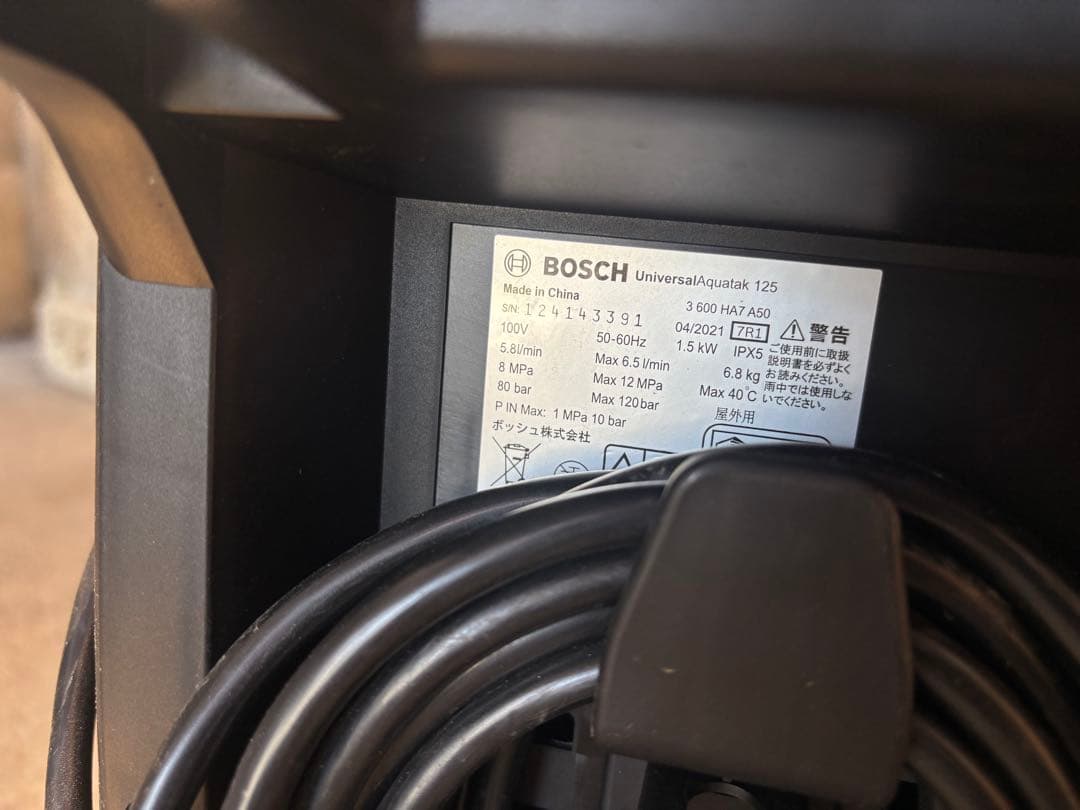 BOSCH UniversalAquatak 125
Made in China 3 600 HA7 A50
S/N: 124143391 04/2021 7R1 警告
100V 50-60Hz 1.5 kW IPX5
5.8l/min Max 6.5 l/min 6.8 kg
8 MPa Max 12 MPa Max 40°C
80 bar Max 120bar
P IN Max: 1 MPa 10 bar
ボッシュ株式会社
ご使用前に取扱
説明書を必ずよく
お読みください。
雨中では使用しな
いでください。
屋外用